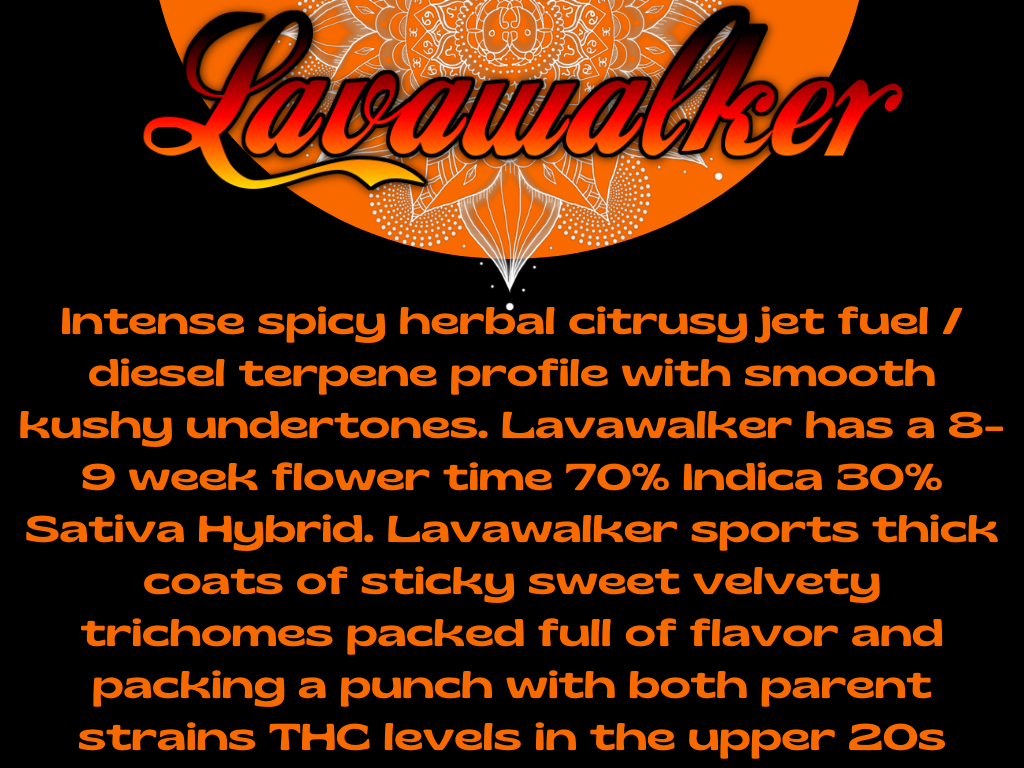 Lavawalker
Intense spicy herbal citrusy jet fuel /
diesel terpene profile with smooth
kushy undertones. Lavawalker has a 8-
9 week flower time 70% Indica 30%
Sativa Hybrid. Lavawalker sports thick
coats of sticky sweet velvety
trichomes packed full of flavor and
packing a punch with both parent
strains THC levels in the upper 20s